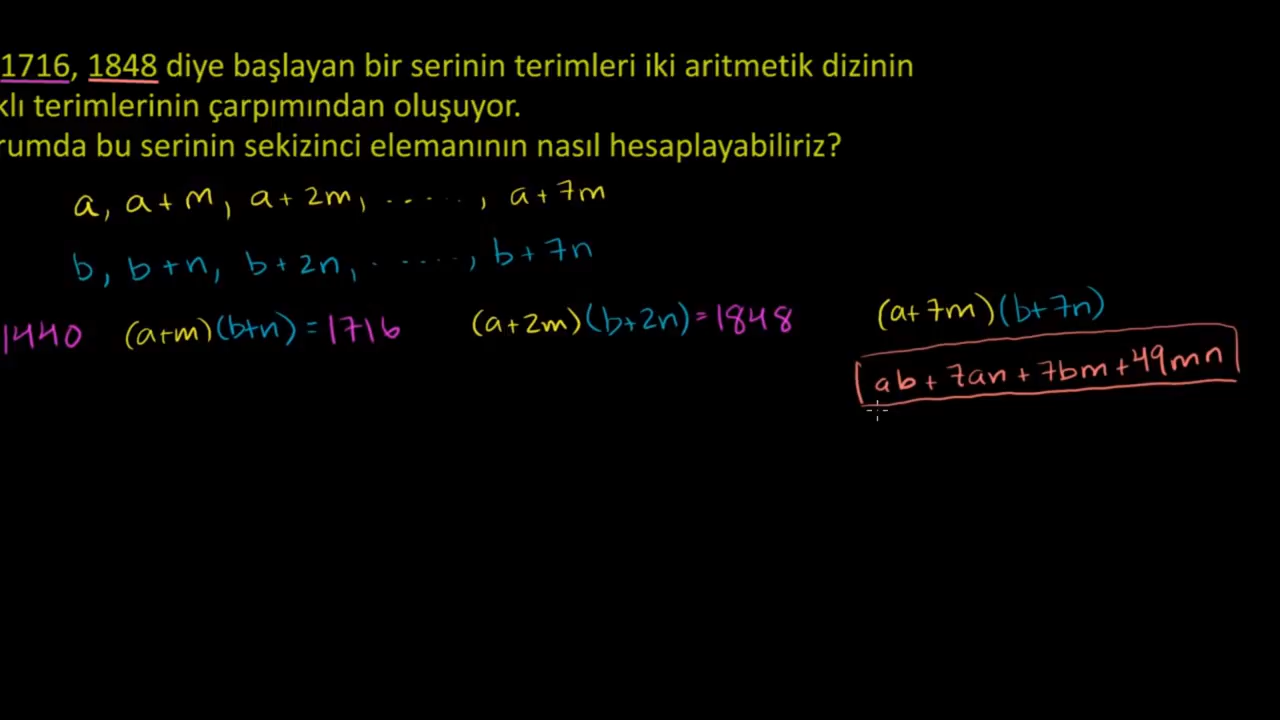 1716, 1848 diye başlayan bir serinin terimleri iki aritmetik dizinin
klı terimlerinin çarpımından oluşuyor.
rumda bu serinin sekizinci elemanının nasıl hesaplayabiliriz?
a, a+m, a+2m, ....., a+7m
b, b+n, b+2n, ....., b+7n
1440 (a+m)(b+n)=1716 (a+2m)(b+2n)=1848 (a+7m)(b+7n)
ab+7an+7bm+49mn